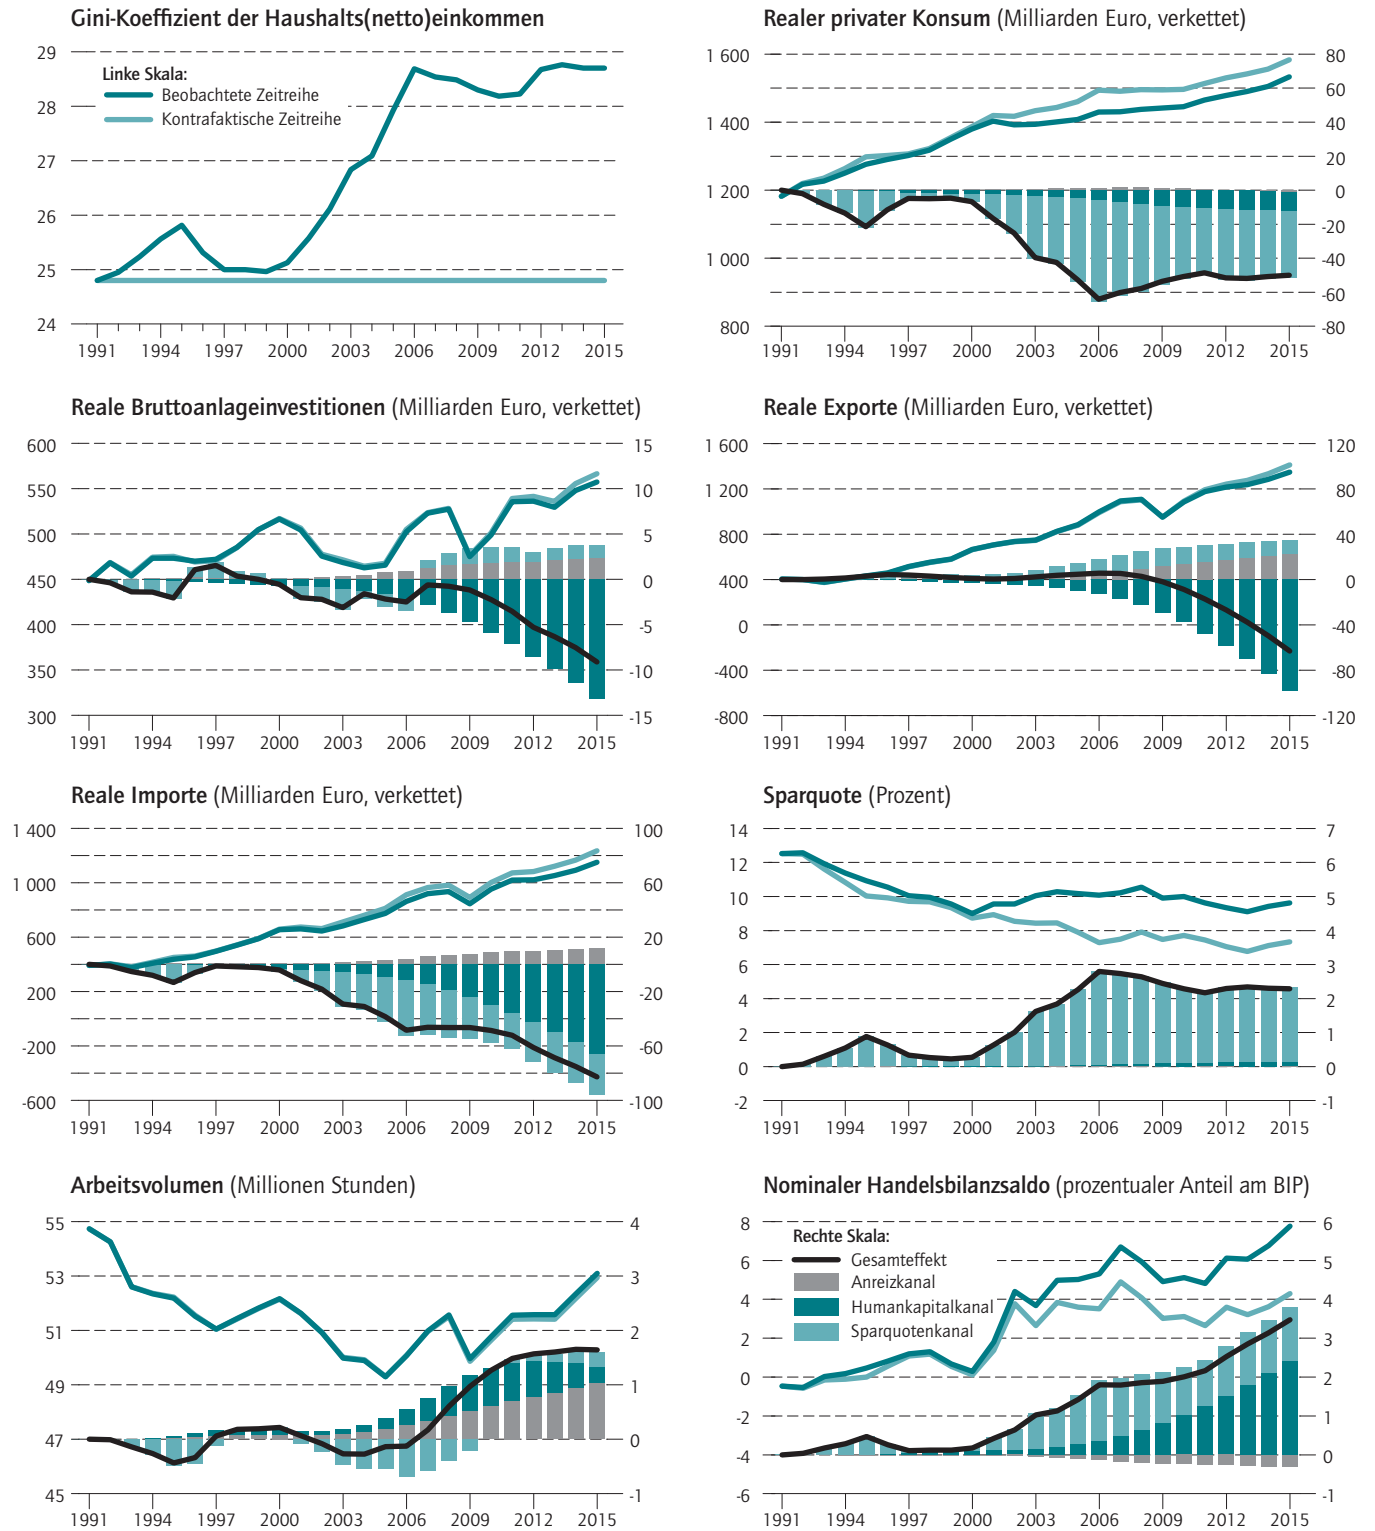 Gini-Koeffizient der Haushalts(netto)einkommen
29
28
27
26
25
24
Linke Skala:
Beobachtete Zeitreihe
Kontrafaktische Zeitreihe
1991 1994 1997 2000 2003 2006 2009 2012 2015
Realer privater Konsum (Milliarden Euro, verkettet)
1 600 80
60
1 400 40
20
1 200 0
-20
1 000 -40
-60
800 -80
1991 1994 1997 2000 2003 2006 2009 2012 2015
Reale Bruttoanlageinvestitionen (Milliarden Euro, verkettet)
600 15
550 10
500 5
450 0
400 -5
350 -10
300 -15
1991 1994 1997 2000 2003 2006 2009 2012 2015
Reale Exporte (Milliarden Euro, verkettet)
1 600 120
1 200 80
800 40
400 0
0 -40
-400 -80
-800 -120
1991 1994 1997 2000 2003 2006 2009 2012 2015
Reale Importe (Milliarden Euro, verkettet)
1 400 100
1 000 60
600 20
200 -20
-200 -60
-600 -100
1991 1994 1997 2000 2003 2006 2009 2012 2015
Sparquote (Prozent)
14 7
12 6
10 5
8 4
6 3
4 2
2 1
0 0
-2 -1
1991 1994 1997 2000 2003 2006 2009 2012 2015
Arbeitsvolumen (Millionen Stunden)
55 4
53 3
51 2
49 1
47 0
45 -1
1991 1994 1997 2000 2003 2006 2009 2012 2015
Nominaler Handelsbilanzsaldo (prozentualer Anteil am BIP)
8 6
6 5
4 4
2 3
0 2
-2 1
-4 0
-6 -1
Rechte Skala:
Gesamteffekt
Anreizkanal
Humankapitalkanal
Sparquotenkanal
1991 1994 1997 2000 2003 2006 2009 2012 2015